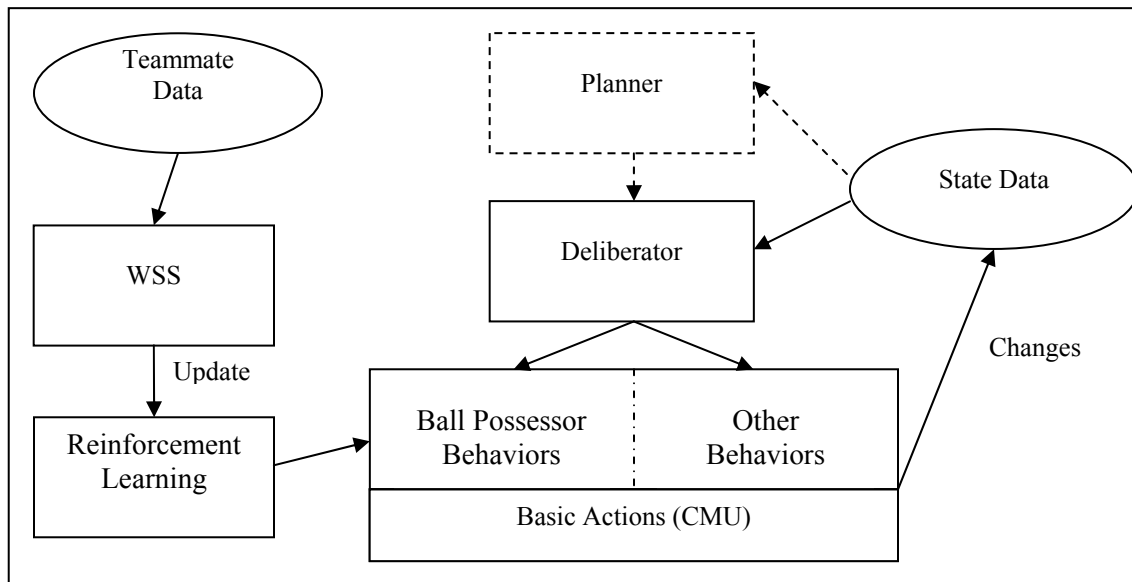 Teammate
Data
Planner
State Data
WSS
Deliberator
Changes
Update
Reinforcement
Learning
Ball Possessor
Behaviors
Other
Behaviors
Basic Actions (CMU)